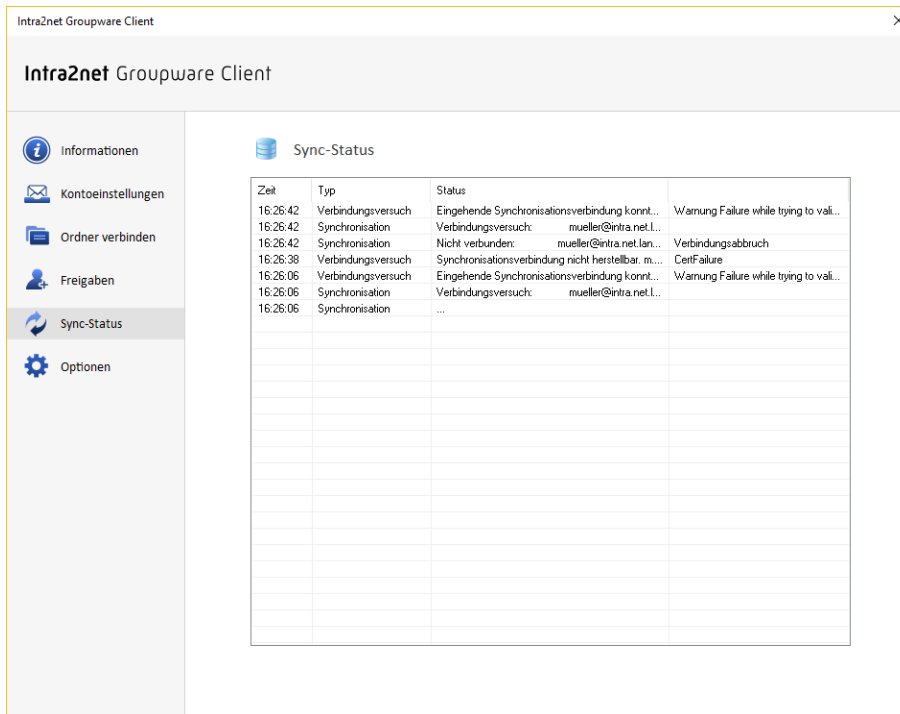 Intra2net Groupware Client
Intra2net Groupware Client
Informationen
Kontoeinstellungen
Ordner verbinden
Freigaben
Sync-Status
Optionen
Sync-Status
Zeit Typ Status
16:26:42 Verbindungsversuch Eingehende Synchronisationsverbindung konnt... Warnung Failure while trying to vali...
16:26:42 Synchronisation Verbindungsversuch: mueller@intra.net.l...
16:26:42 Synchronisation Nicht verbunden: mueller@intra.net.lan... Verbindungsabbruch
16:26:38 Verbindungsversuch Synchronisationsverbindung nicht herstellbar. m.... CertFailure
16:26:06 Verbindungsversuch Eingehende Synchronisationsverbindung konnt... Warnung Failure while trying to vali...
16:26:06 Synchronisation Verbindungsversuch: mueller@intra.net.l...
16:26:06 Synchronisation ...